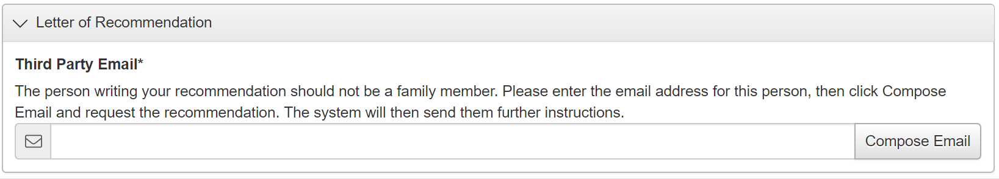 Letter of Recommendation
Third Party Email*
The person writing your recommendation should not be a family member. Please enter the email address for this person, then click Compose
Email and request the recommendation. The system will then send them further instructions.
Compose Email